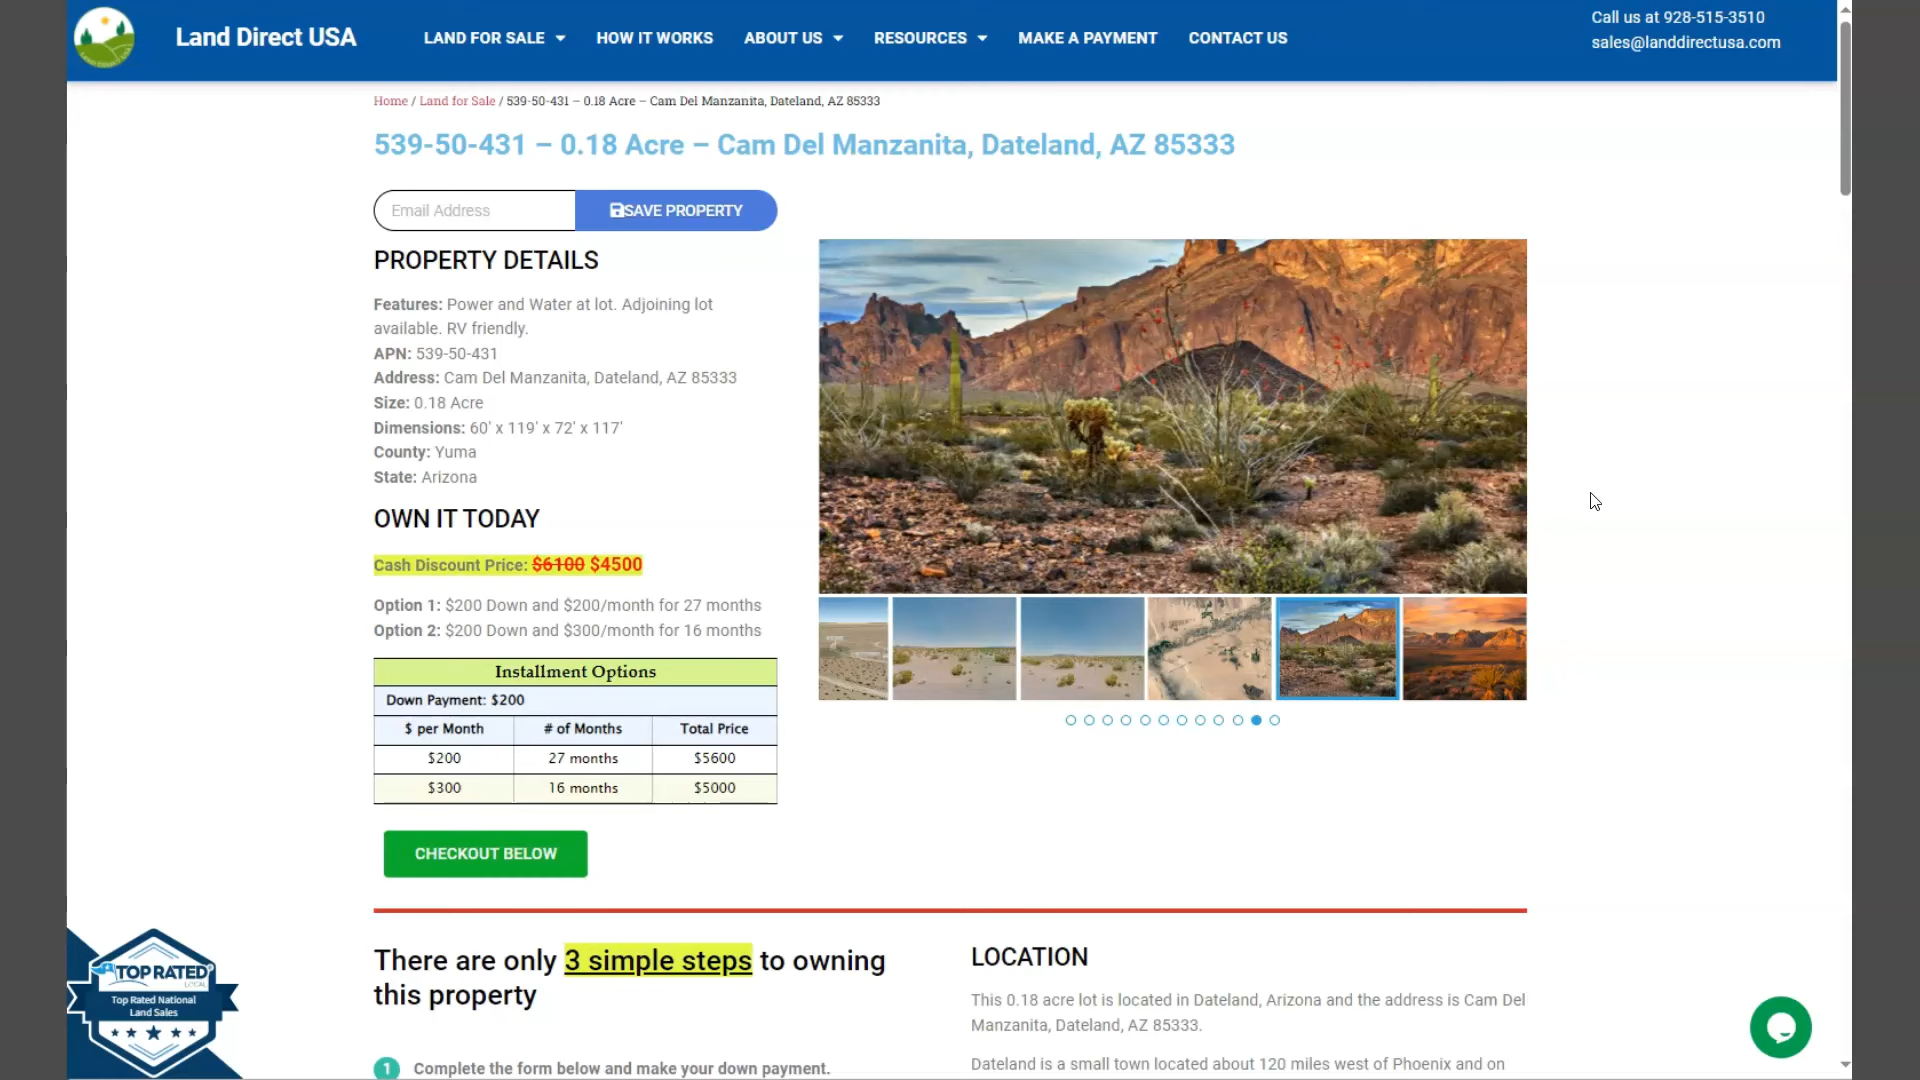 Land Direct USA
LAND FOR SALE
HOW IT WORKS
ABOUT US
RESOURCES
MAKE A PAYMENT
CONTACT US
Call us at 928-515-3510
sales@landdirectusa.com
Home / Land for Sale / 539-50-431 – 0.18 Acre – Cam Del Manzanita, Dateland, AZ 85333
539-50-431 – 0.18 Acre – Cam Del Manzanita, Dateland, AZ 85333
Email Address
SAVE PROPERTY
PROPERTY DETAILS
Features: Power and Water at lot. Adjoining lot
available. RV friendly.
APN: 539-50-431
Address: Cam Del Manzanita, Dateland, AZ 85333
Size: 0.18 Acre
Dimensions: 60' x 119' x 72' x 117'
County: Yuma
State: Arizona
OWN IT TODAY
Cash Discount Price: $6100 $4500
Option 1: $200 Down and $200/month for 27 months
Option 2: $200 Down and $300/month for 16 months
Installment Options
Down Payment: $200
$ per Month # of Months Total Price
$200 27 months $5600
$300 16 months $5000
CHECKOUT BELOW
There are only 3 simple steps to owning
this property
1 Complete the form below and make your down payment.
LOCATION
This 0.18 acre lot is located in Dateland, Arizona and the address is Cam Del
Manzanita, Dateland, AZ 85333.
Dateland is a small town located about 120 miles west of Phoenix and on
TOP RATED
LOCAL
Top Rated National
Land Sales